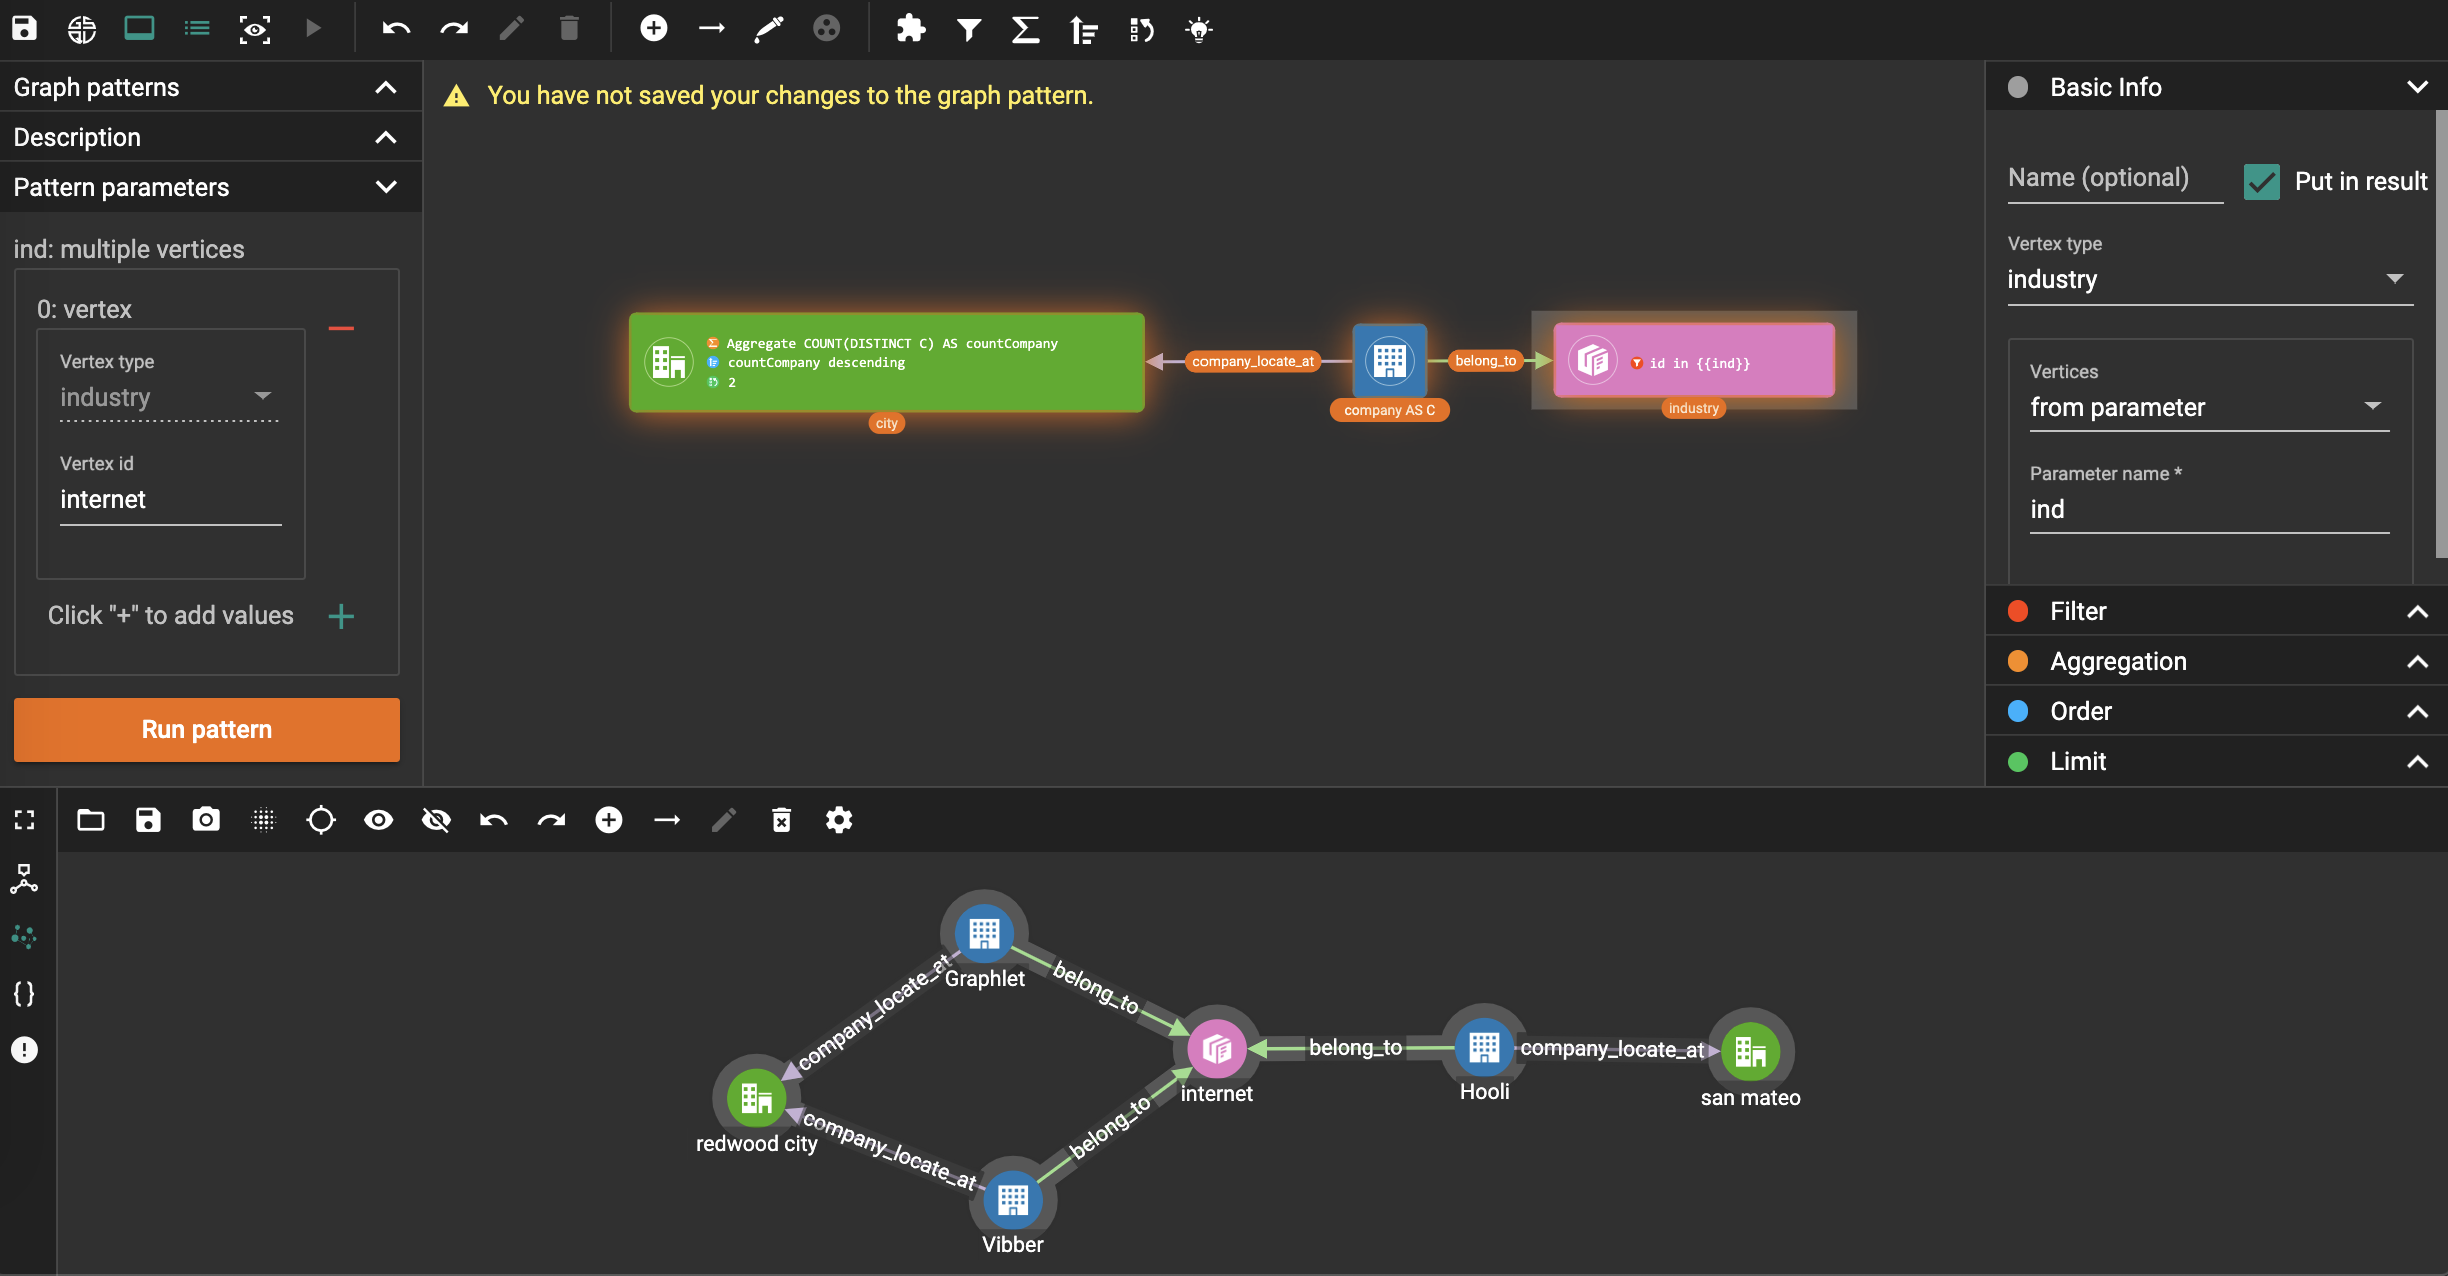 Graph patterns
Description
Pattern parameters
ind: multiple vertices
0: vertex
Vertex type
industry
Vertex id
internet
Click "+" to add values
Run pattern
You have not saved your changes to the graph pattern.
Aggregate COUNT(DISTINCT C) AS countCompany
countCompany descending
2
city
company_locate_at
company AS C
belong_to
id in {{ind}}
industry
Basic Info
Name (optional)
Put in result
Vertex type
industry
Vertices
from parameter
Parameter name *
ind
Filter
Aggregation
Order
Limit
Graphlet
company_locate_at
belong_to
internet
belong_to
Hooli
company_locate_at
san mateo
redwood city
company_locate_at
belong_to
Vibber